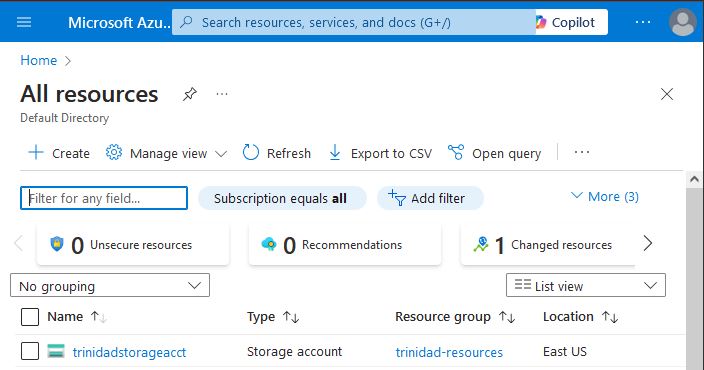 Microsoft Azu...
Search resources, services, and docs (G+/)
Copilot
...
Home >
All resources
...
Default Directory
+ Create
Manage view
Refresh
Export to CSV
Open query
...
Filter for any field...
Subscription equals all
Add filter
More (3)
0 Unsecure resources
0 Recommendations
1 Changed resources
No grouping
List view
Name ↑↓
Type ↑↓
Resource group ↑↓
Location ↑↓
trinidadstorageacct
Storage account
trinidad-resources
East US